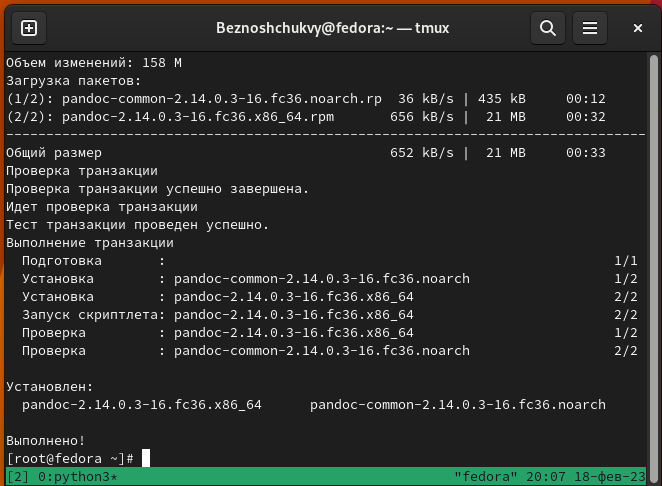 Beznoshchukvy@fedora:~ — tmux
Объем изменений: 158 M
Загрузка пакетов:
(1/2): pandoc-common-2.14.0.3-16.fc36.noarch.rp  36 kB/s | 435 kB     00:12
(2/2): pandoc-2.14.0.3-16.fc36.x86_64.rpm       656 kB/s |  21 MB     00:32
--------------------------------------------------------------------------------
Общий размер                                    652 kB/s |  21 MB     00:33
Проверка транзакции
Проверка транзакции успешно завершена.
Идет проверка транзакции
Тест транзакции проведен успешно.
Выполнение транзакции
  Подготовка       :                                                        1/1
  Установка        : pandoc-common-2.14.0.3-16.fc36.noarch                  1/2
  Установка        : pandoc-2.14.0.3-16.fc36.x86_64                         2/2
  Запуск скриптлета: pandoc-2.14.0.3-16.fc36.x86_64                         2/2
  Проверка         : pandoc-2.14.0.3-16.fc36.x86_64                         1/2
  Проверка         : pandoc-common-2.14.0.3-16.fc36.noarch                  2/2
Установлен:
  pandoc-2.14.0.3-16.fc36.x86_64      pandoc-common-2.14.0.3-16.fc36.noarch
Выполнено!
[root@fedora ~]#
[2] 0:python3*                                          "fedora" 20:07 18-фев-23